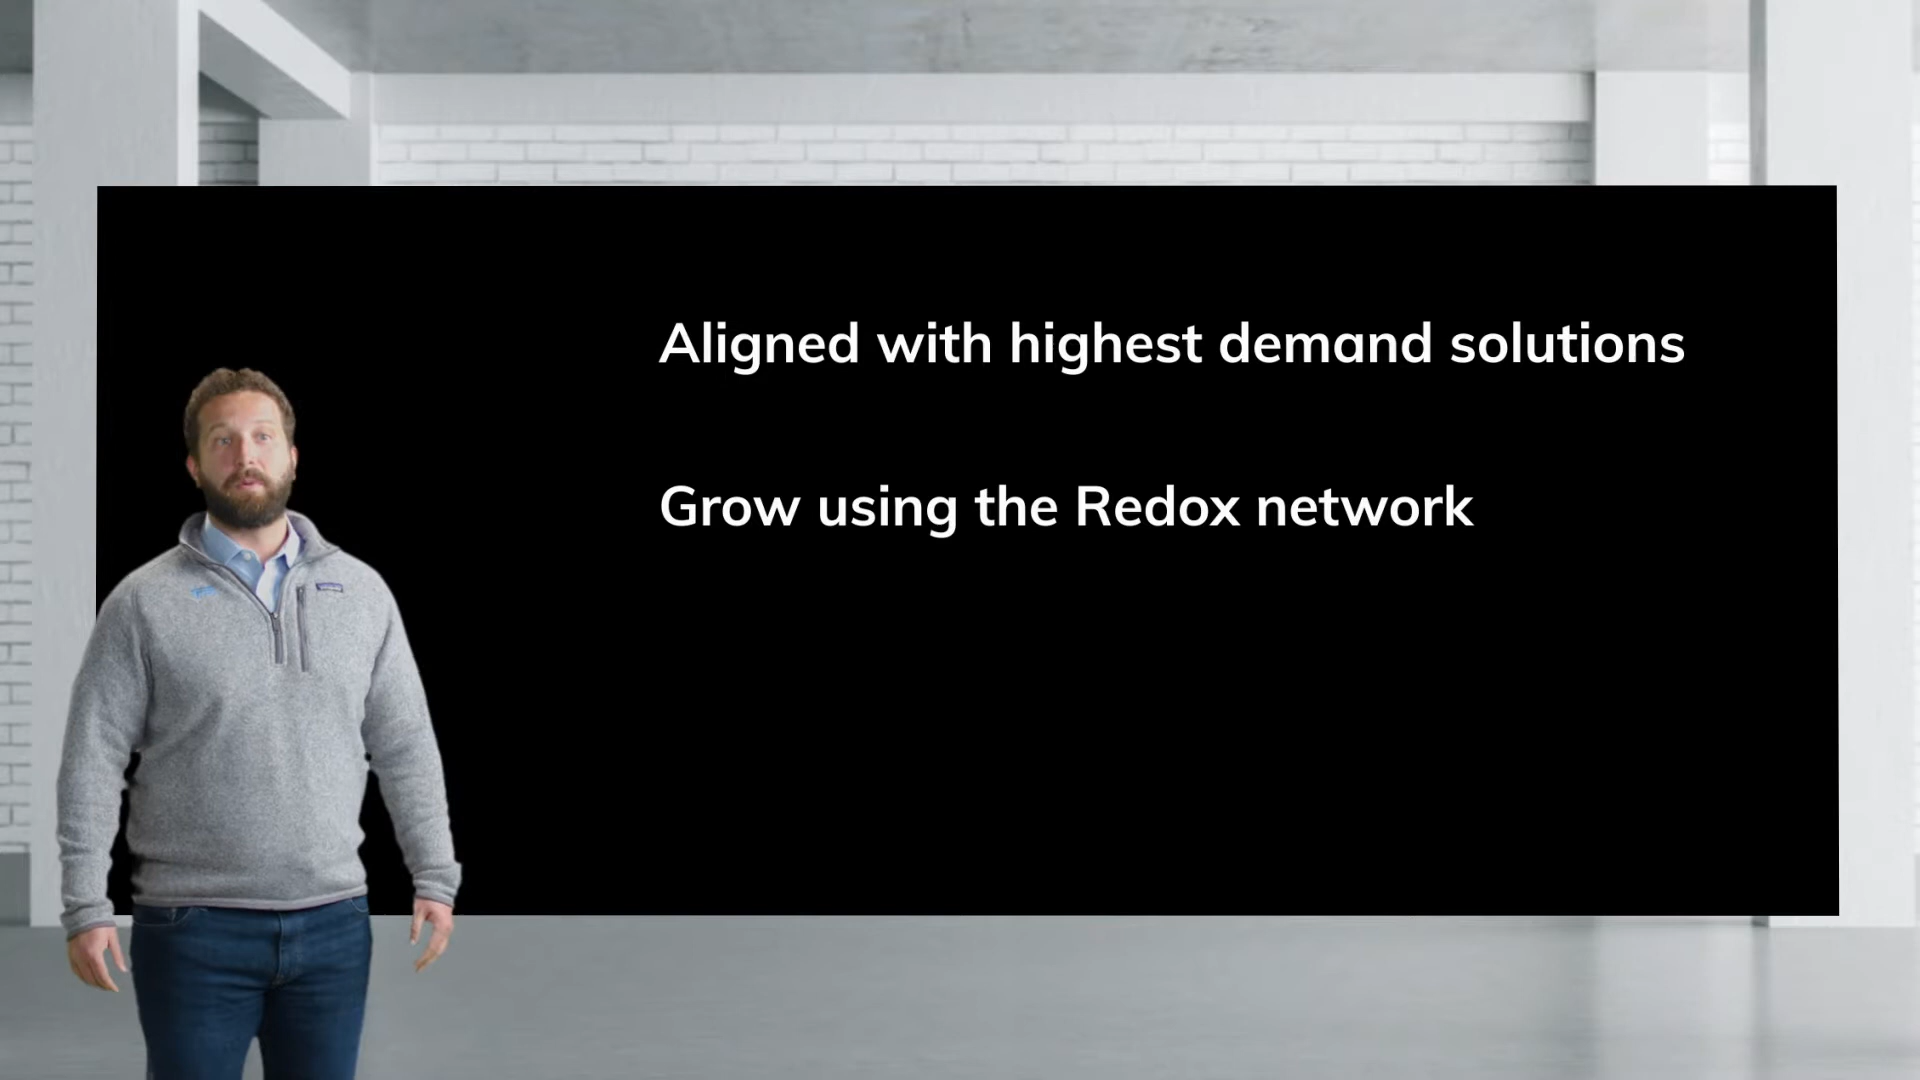 Aligned with highest demand solutions
Grow using the Redox network